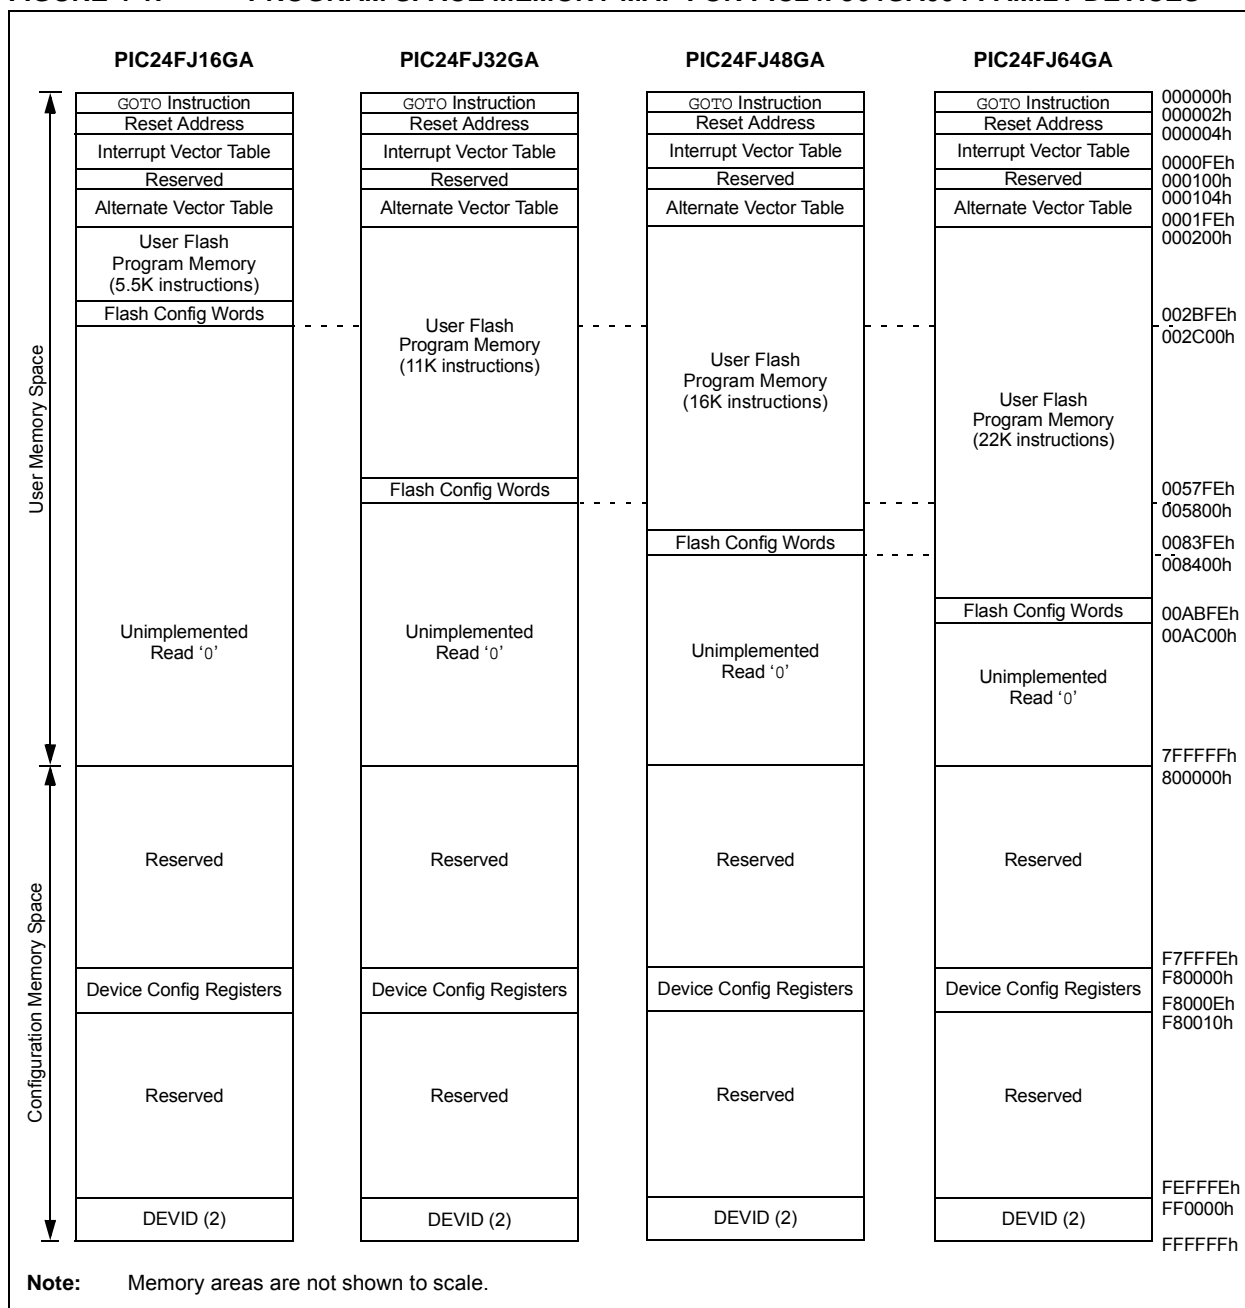 PIC24FJ16GA PIC24FJ32GA PIC24FJ48GA PIC24FJ64GA
GOTO Instruction GOTO Instruction GOTO Instruction GOTO Instruction 000000h
Reset Address Reset Address Reset Address Reset Address 000002h
000004h
Interrupt Vector Table Interrupt Vector Table Interrupt Vector Table Interrupt Vector Table
0000FEh
Reserved Reserved Reserved Reserved 000100h
000104h
Alternate Vector Table Alternate Vector Table Alternate Vector Table Alternate Vector Table
0001FEh
000200h
User Flash
Program Memory
(5.5K instructions)
Flash Config Words
002BFEh
002C00h
User Flash
Program Memory
(11K instructions)
User Flash
Program Memory
(16K instructions)
User Flash
Program Memory
(22K instructions)
User Memory Space
Flash Config Words 0057FEh
005800h
Flash Config Words 0083FEh
008400h
Flash Config Words 00ABFEh
00AC00h
Unimplemented
Read ‘0’
Unimplemented
Read ‘0’
Unimplemented
Read ‘0’
Unimplemented
Read ‘0’
7FFFFFh
800000h
Reserved Reserved Reserved Reserved
Configuration Memory Space
F7FFFEh
F80000h
Device Config Registers Device Config Registers Device Config Registers Device Config Registers
F8000Eh
F80010h
Reserved Reserved Reserved Reserved
FEFFFEh
FF0000h
DEVID (2) DEVID (2) DEVID (2) DEVID (2)
FFFFFFh
Note: Memory areas are not shown to scale.